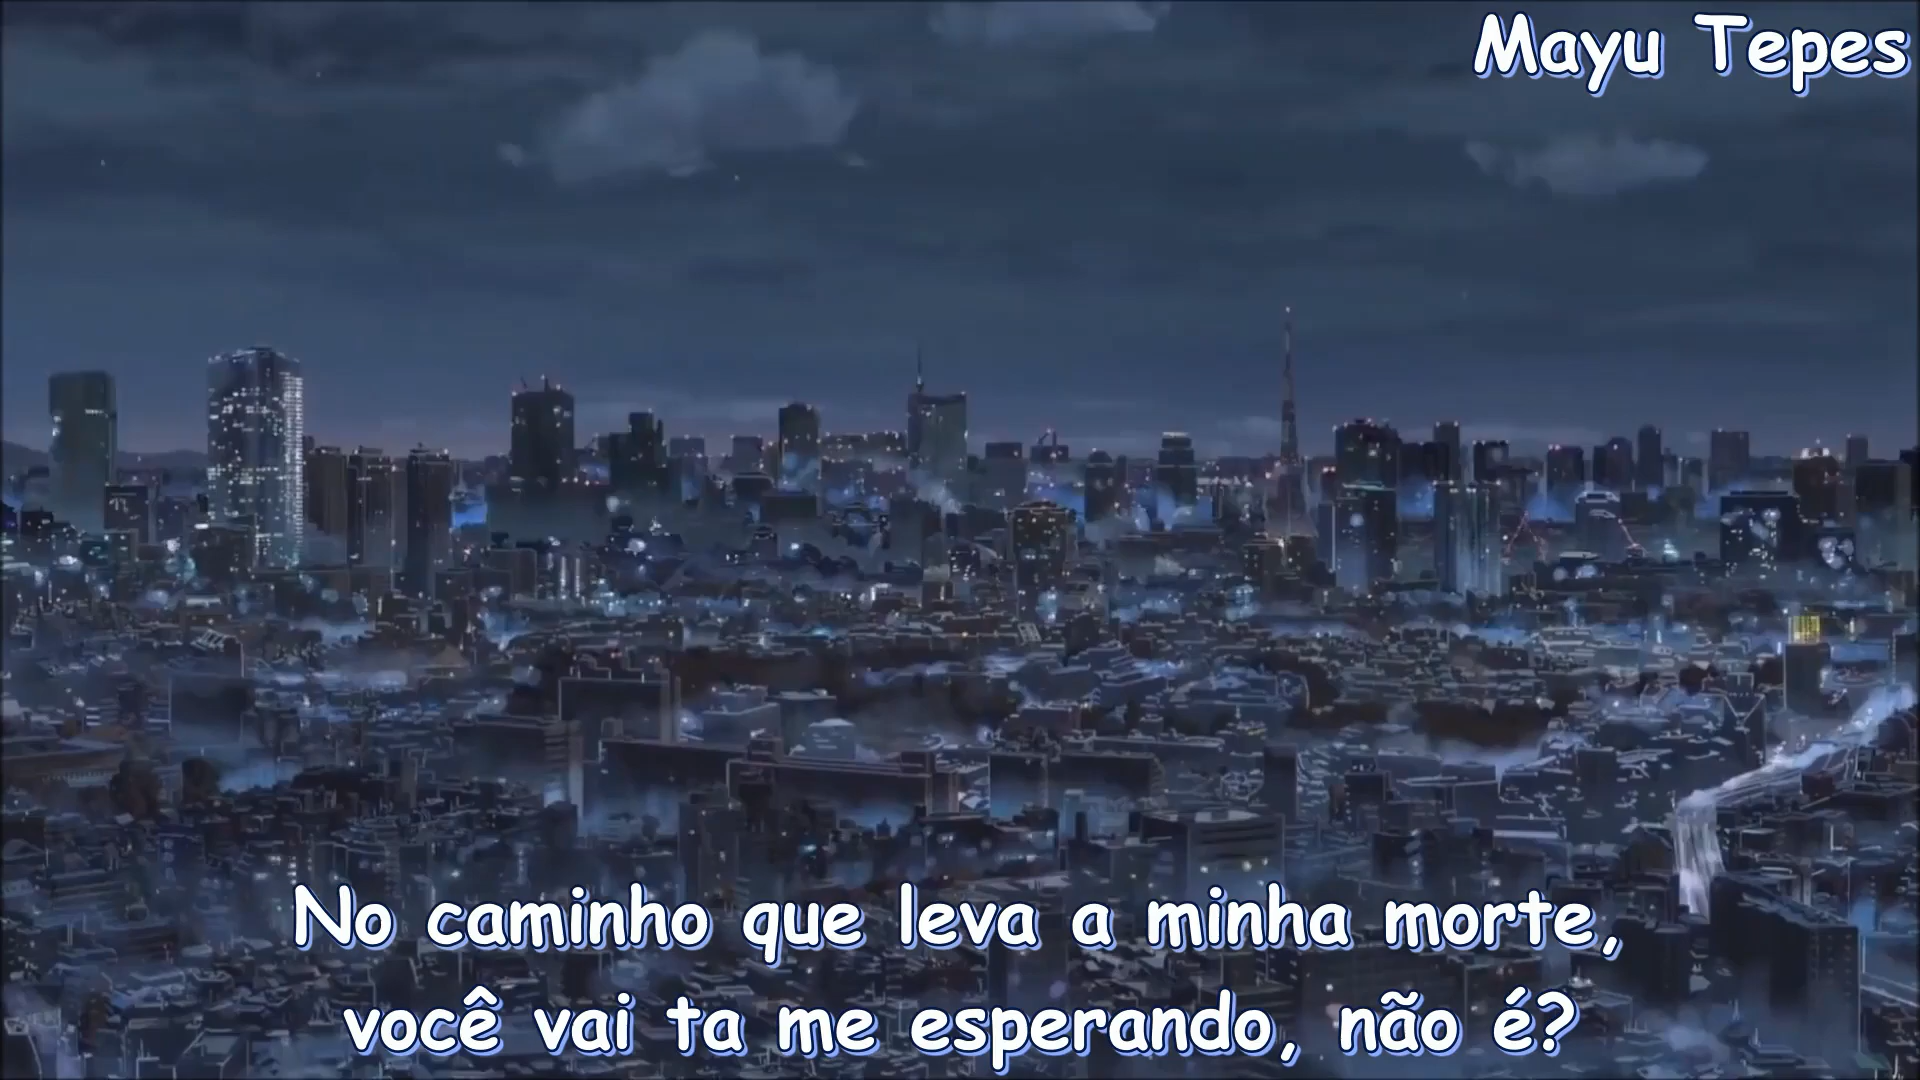 Mayu Tepes
No caminho que leva a minha morte,
você vai ta me esperando, não é?